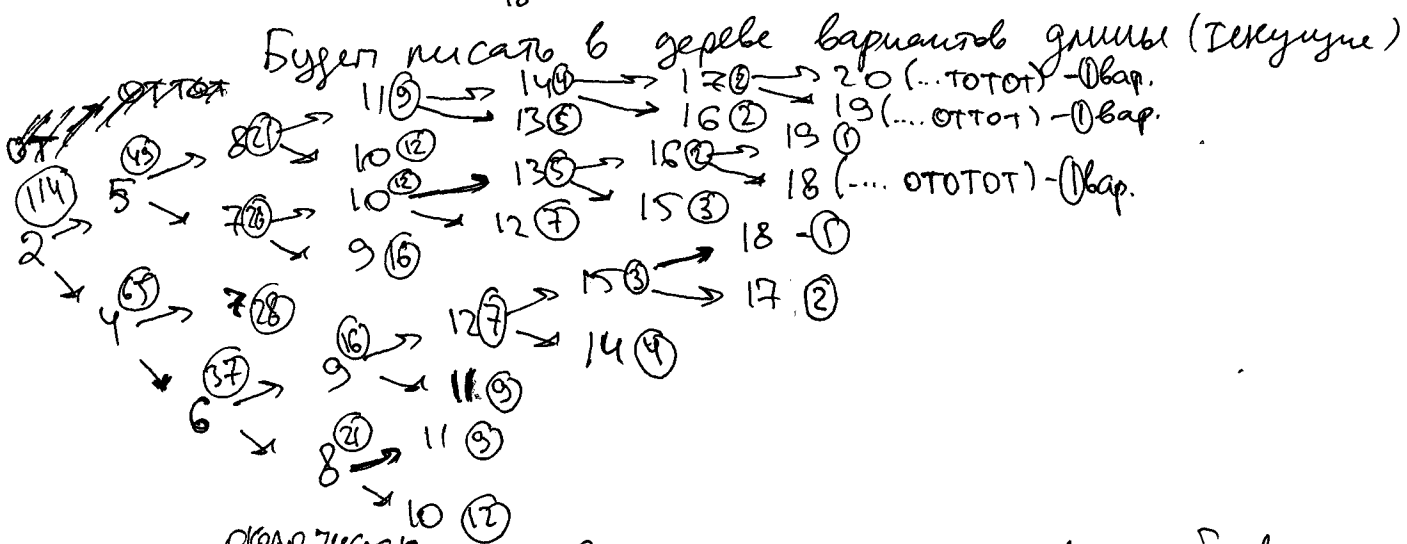 18
Будем писать в дереве вариантов длины (текущие)
11 9 14 4 17 2 20 (... тотот) - 1 вар.
13 5 16 2 19 (.... оттот) - 1 вар.
49 8 21 10 12 13 5 16 2 19 1
114 5 10 12 18 (.... ототот) - 1 вар.
7 28 12 7 15 3
2 9 16 18 - 1
65 15 3 17 2
4 7 28 12 7
16 14 4
37 9 11 9
6
21 11 9
8
10 12